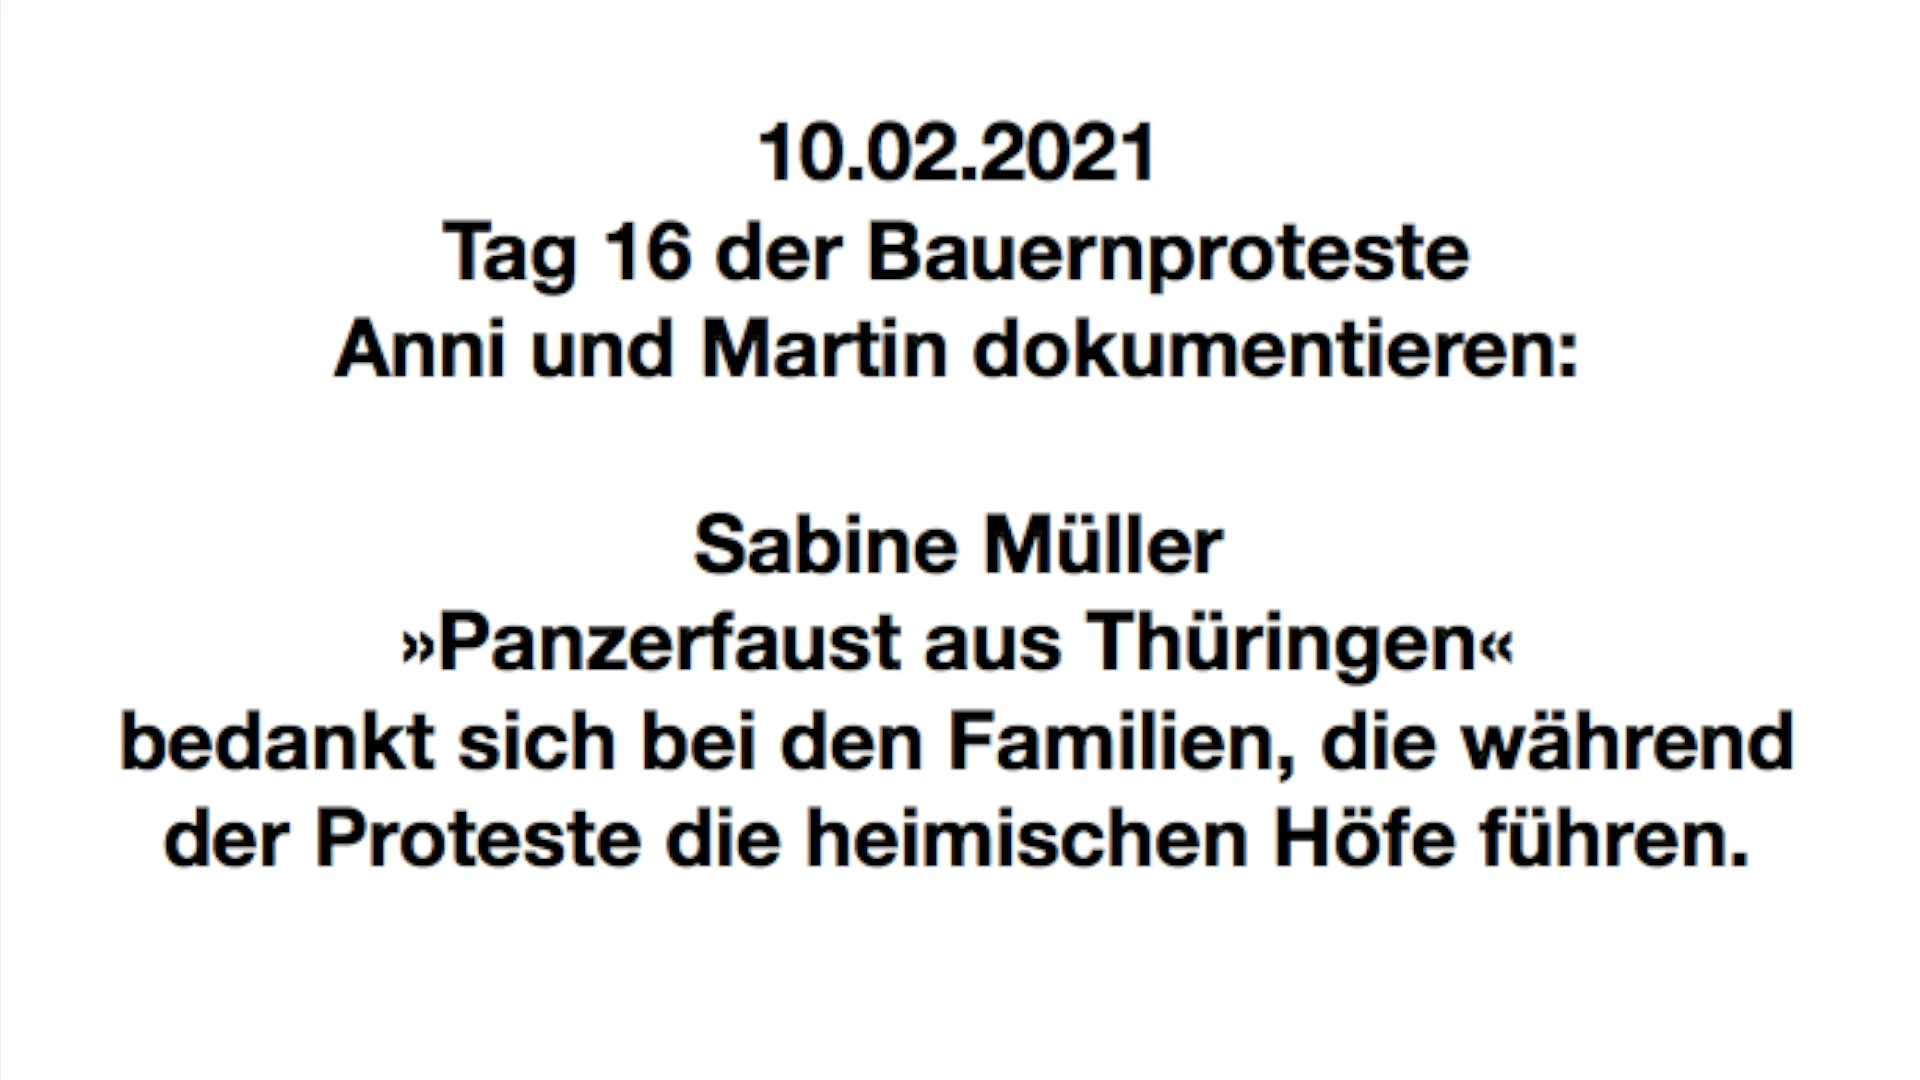 10.02.2021
Tag 16 der Bauernproteste
Anni und Martin dokumentieren:
Sabine Müller
»Panzerfaust aus Thüringen«
bedankt sich bei den Familien, die während
der Proteste die heimischen Höfe führen.